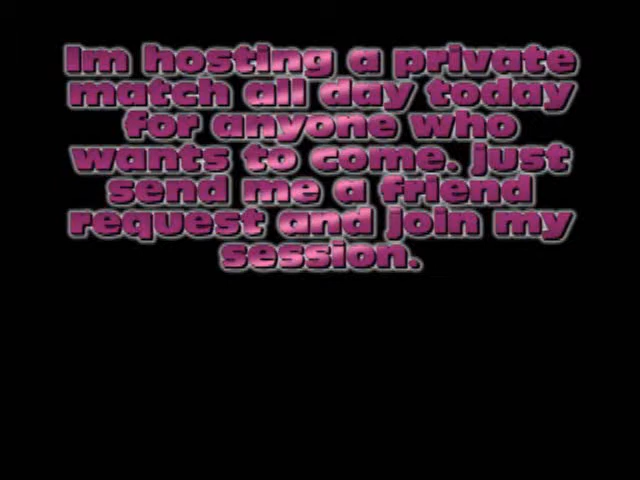 Im hosting a private
match all day today
for anyone who
wants to come. just
send me a friend
request and join my
session.